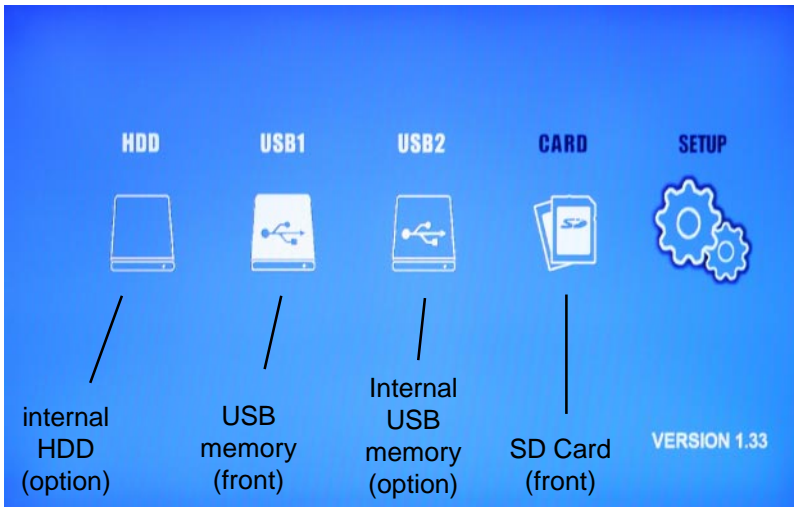 HDD USB1 USB2 CARD SETUP
SD
internal
HDD
(option)
USB
memory
(front)
Internal
USB
memory
(option)
SD Card
(front)
VERSION 1.33